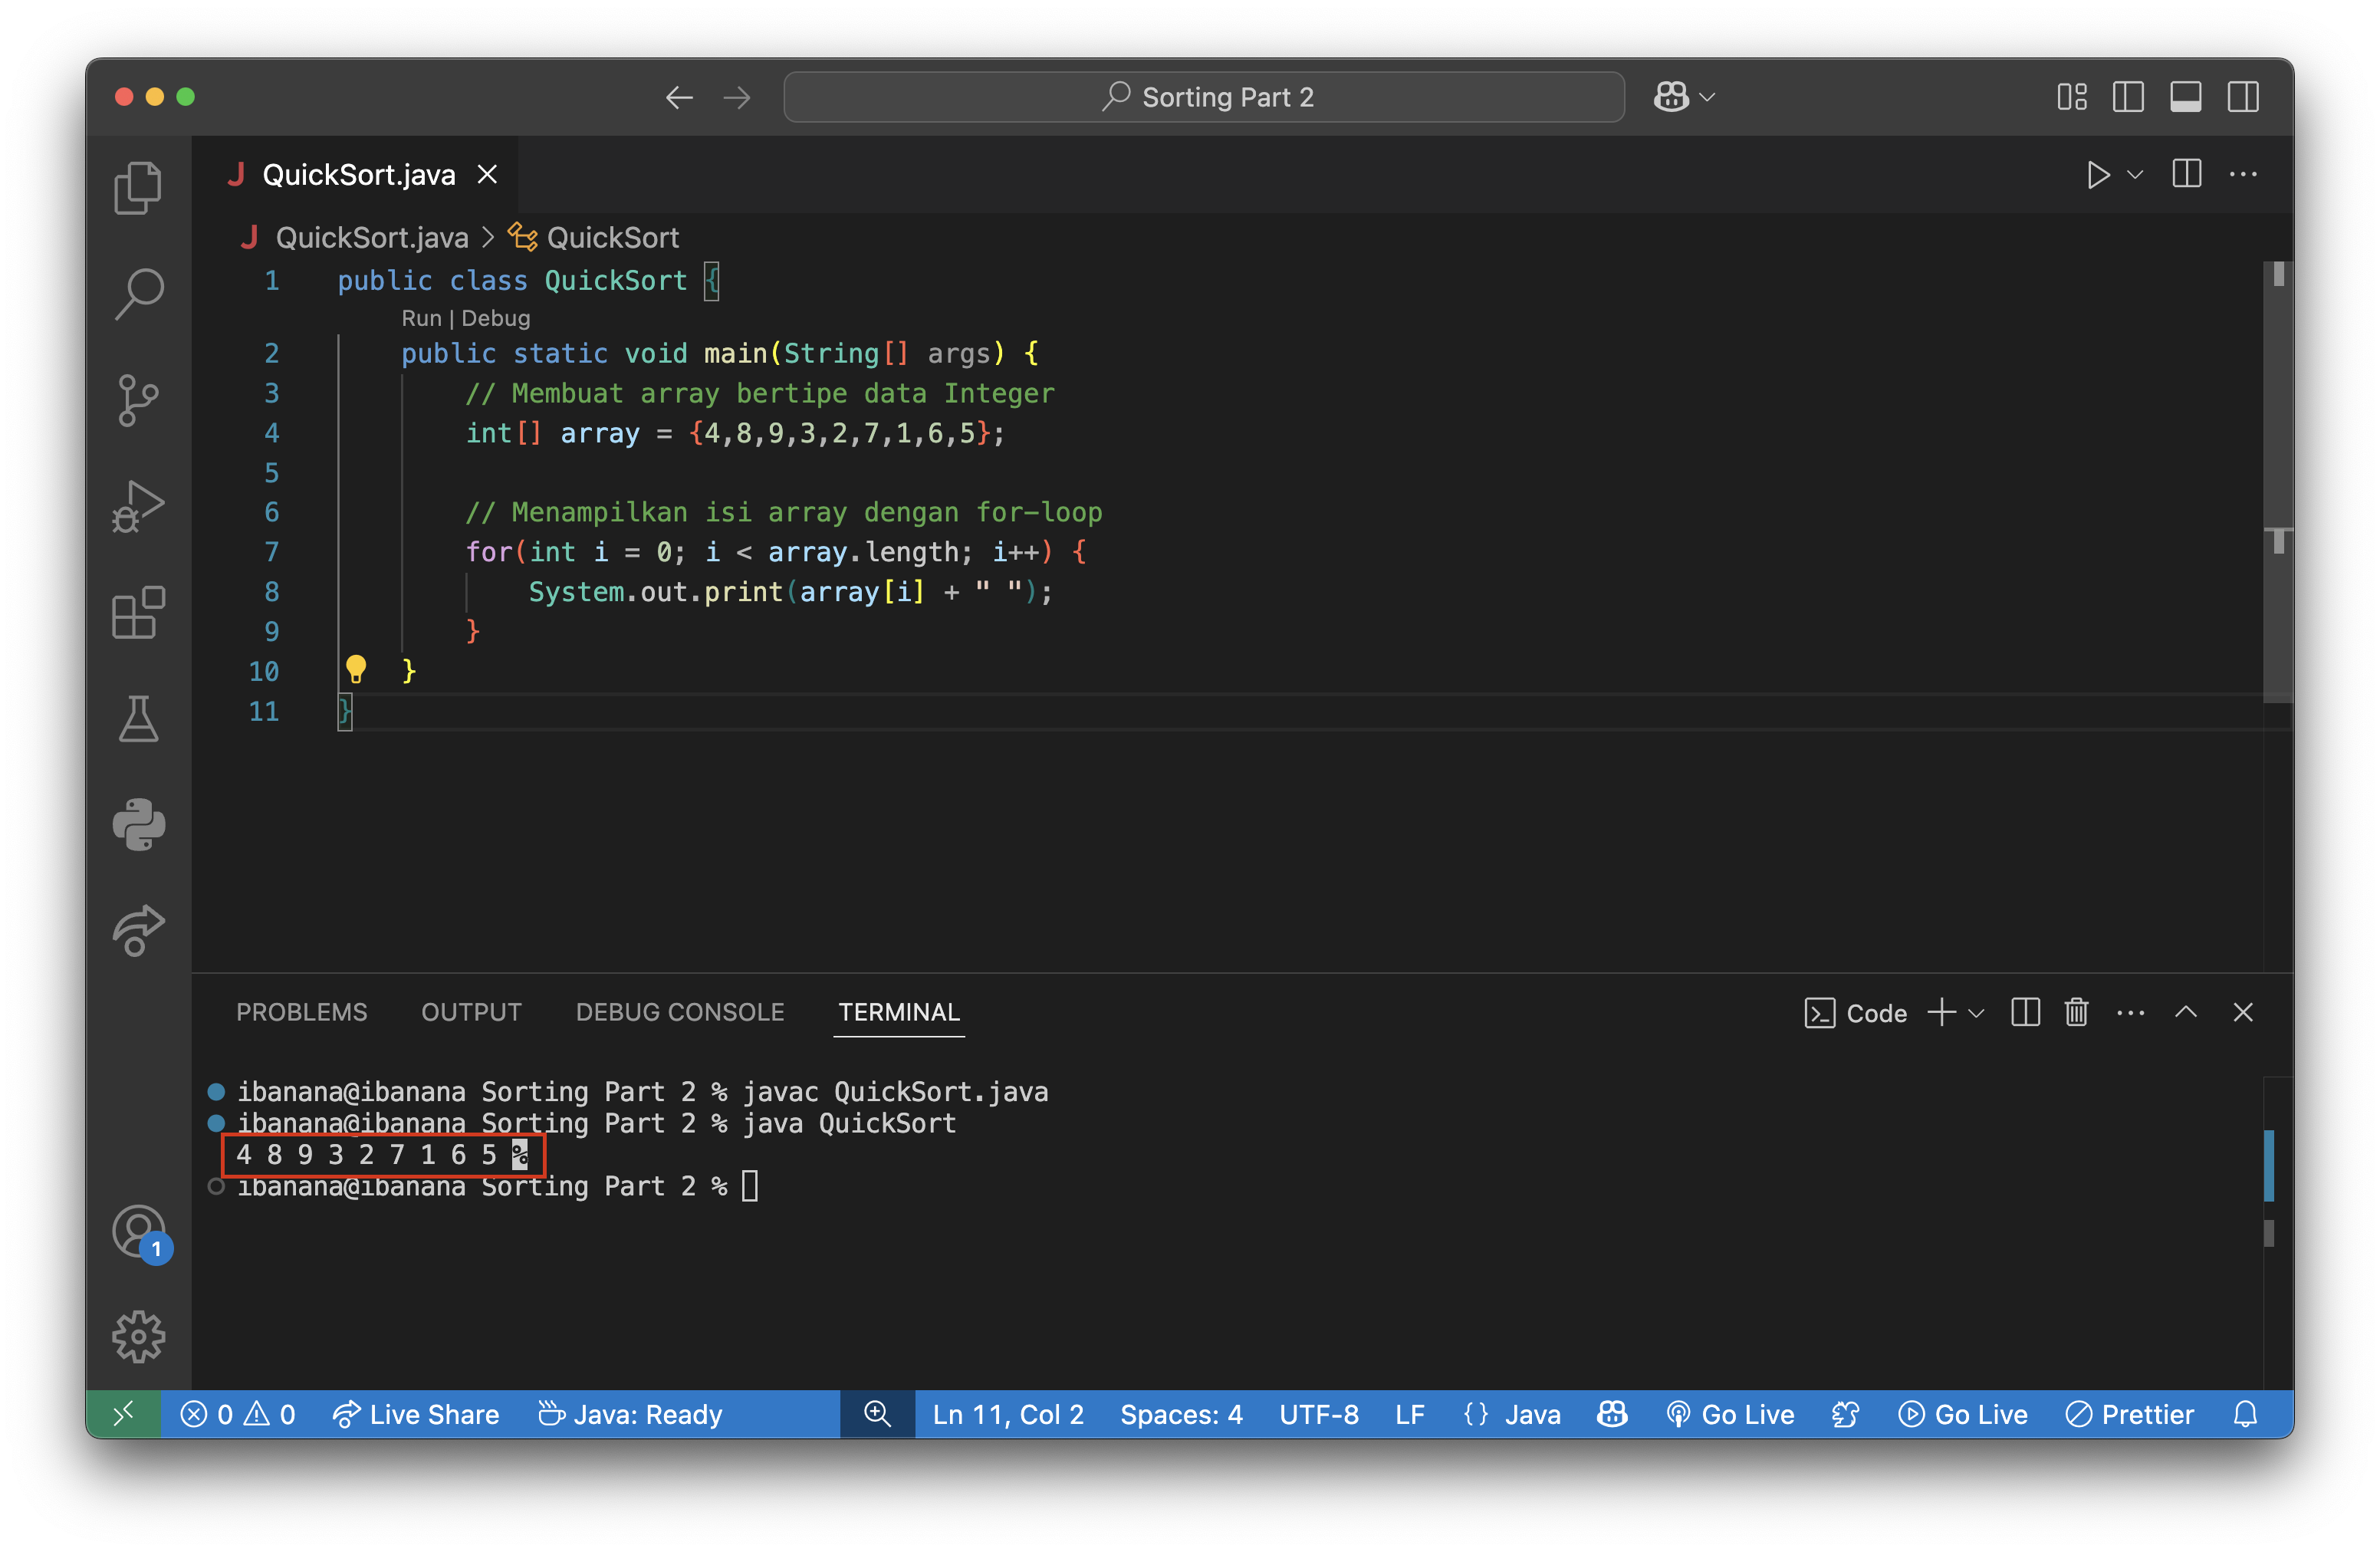 Sorting Part 2
QuickSort.java
QuickSort.java > QuickSort
1 public class QuickSort {
Run | Debug
2 public static void main(String[] args) {
3 // Membuat array bertipe data Integer
4 int[] array = {4,8,9,3,2,7,1,6,5};
5
6 // Menampilkan isi array dengan for-loop
7 for(int i = 0; i < array.length; i++) {
8 System.out.print(array[i] + " ");
9 }
10 }
11 }
PROBLEMS OUTPUT DEBUG CONSOLE TERMINAL Code
ibanana@ibanana Sorting Part 2 % javac QuickSort.java
ibanana@ibanana Sorting Part 2 % java QuickSort
4 8 9 3 2 7 1 6 5 %
ibanana@ibanana Sorting Part 2 %
1
0 0 Live Share Java: Ready Ln 11, Col 2 Spaces: 4 UTF-8 LF {} Java Go Live Go Live Prettier